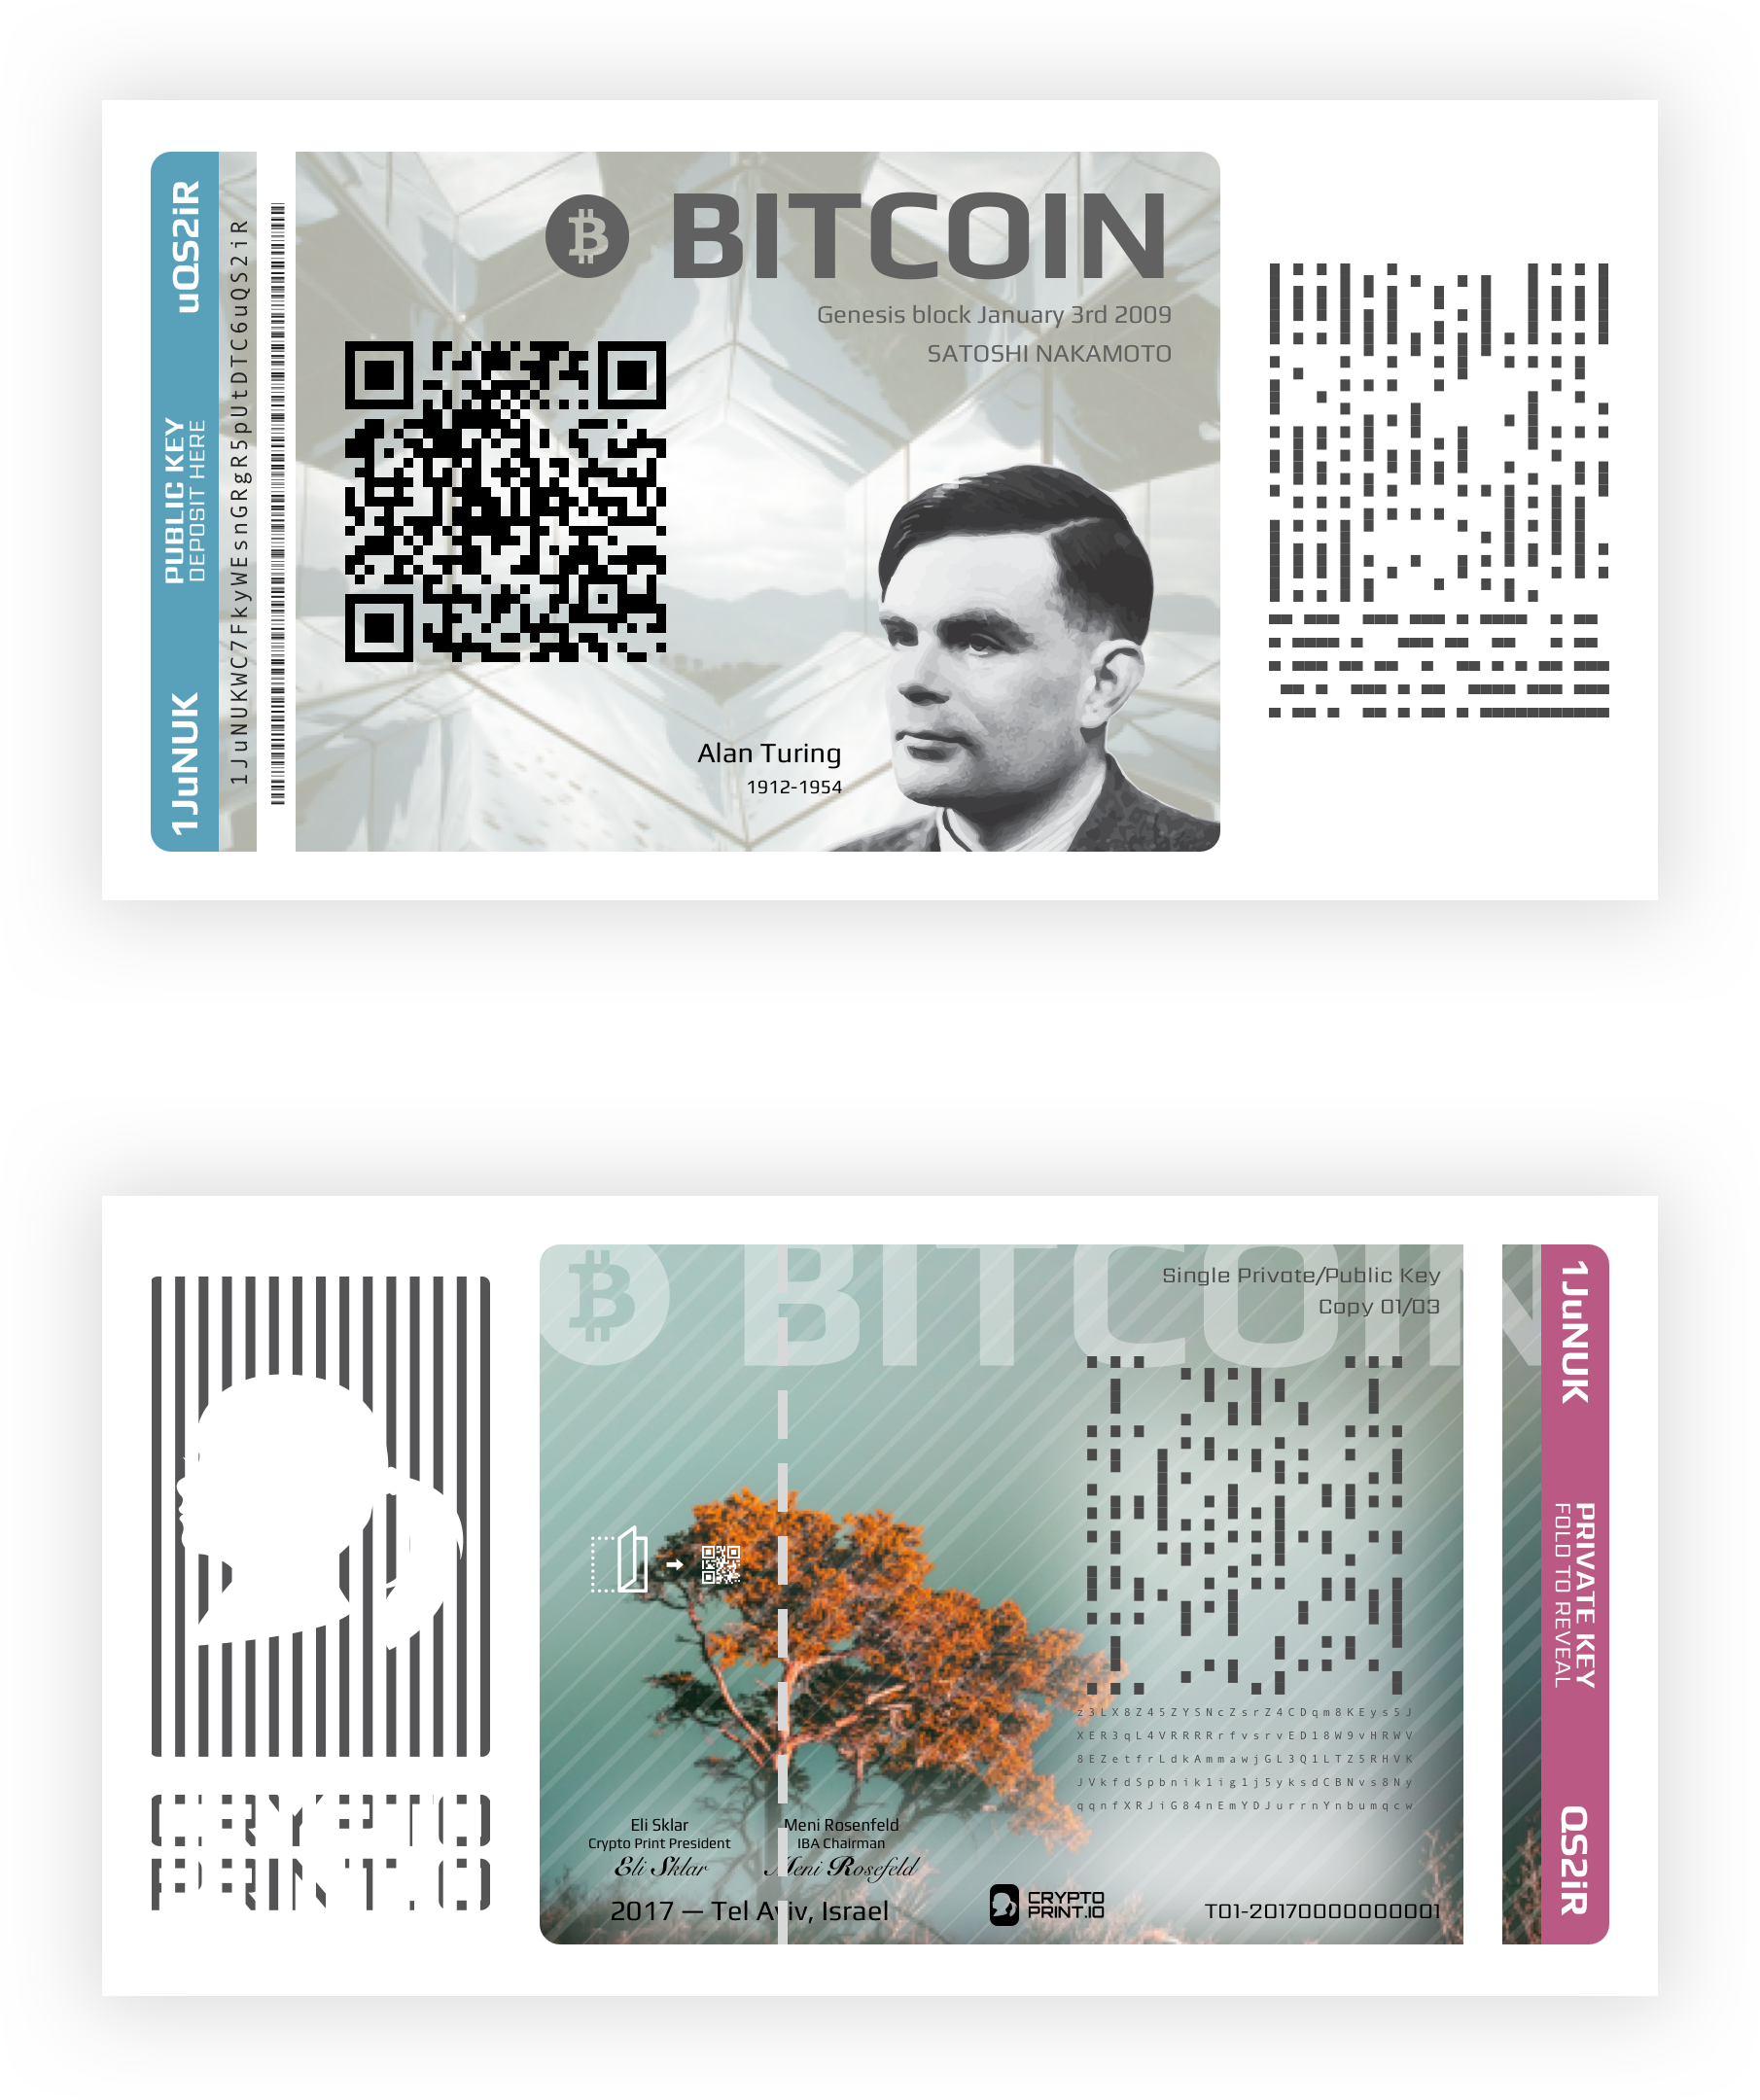 uQS2iR
PUBLIC KEY
DEPOSIT HERE
1JuNUK
1JuNUKWC7FkyWEsnGRgR5pUtDTC6uQS2iR
BITCOIN
Genesis block January 3rd 2009
SATOSHI NAKAMOTO
Alan Turing
1912-1954
CRYPTO
PRINT.IO
BITCOIN
Single Private/Public Key
Copy 01/03
z3LX8Z45ZYSNcZsrZ4CDqm8KEys5J
XER3qL4VRRRRrfvsrvED18W9vHRWV
8EZetfrLdkAmmawjGL3Q1LTZ5RHVK
JVkfdSpbnik1ig1j5yksdCBNvs8Ny
qqnfXRJiG84nEmYDJurrnYnbumqcw
Eli Sklar
Crypto Print President
Eli Sklar
Meni Rosenfeld
IBA Chairman
Meni Rosefeld
2017 — Tel Aviv, Israel
CRYPTO
PRINT.IO
T01-20170000000001
1JuNUK
PRIVATE KEY
FOLD TO REVEAL
QS2iR